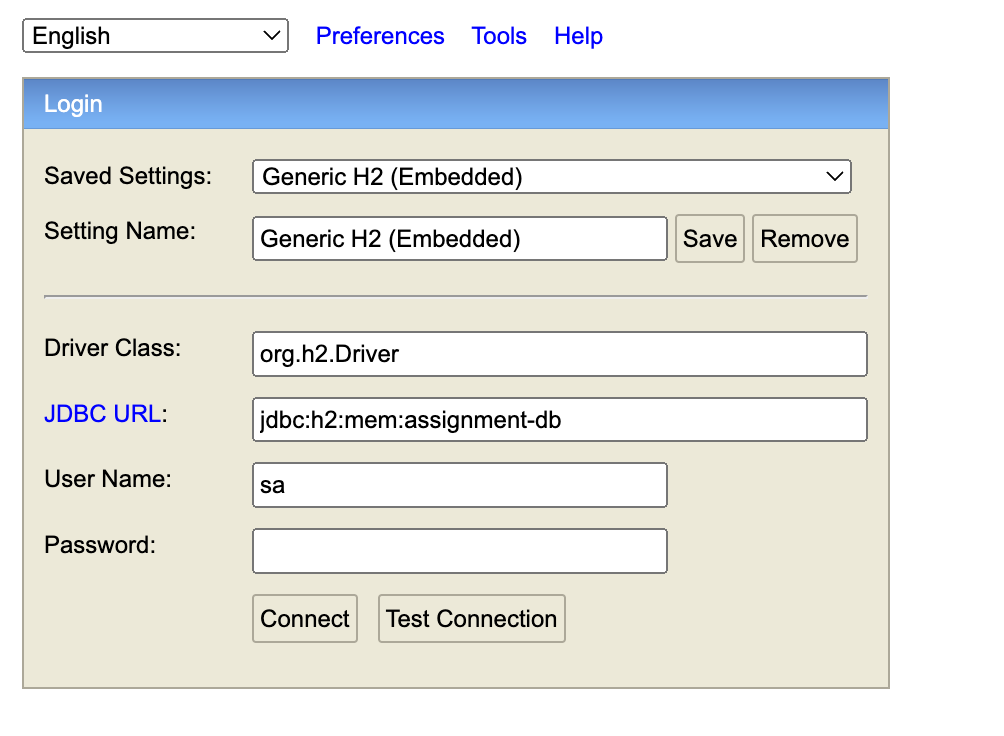 English Preferences Tools Help
Login
Saved Settings: Generic H2 (Embedded)
Setting Name: Generic H2 (Embedded) Save Remove
Driver Class: org.h2.Driver
JDBC URL: jdbc:h2:mem:assignment-db
User Name: sa
Password:
Connect Test Connection